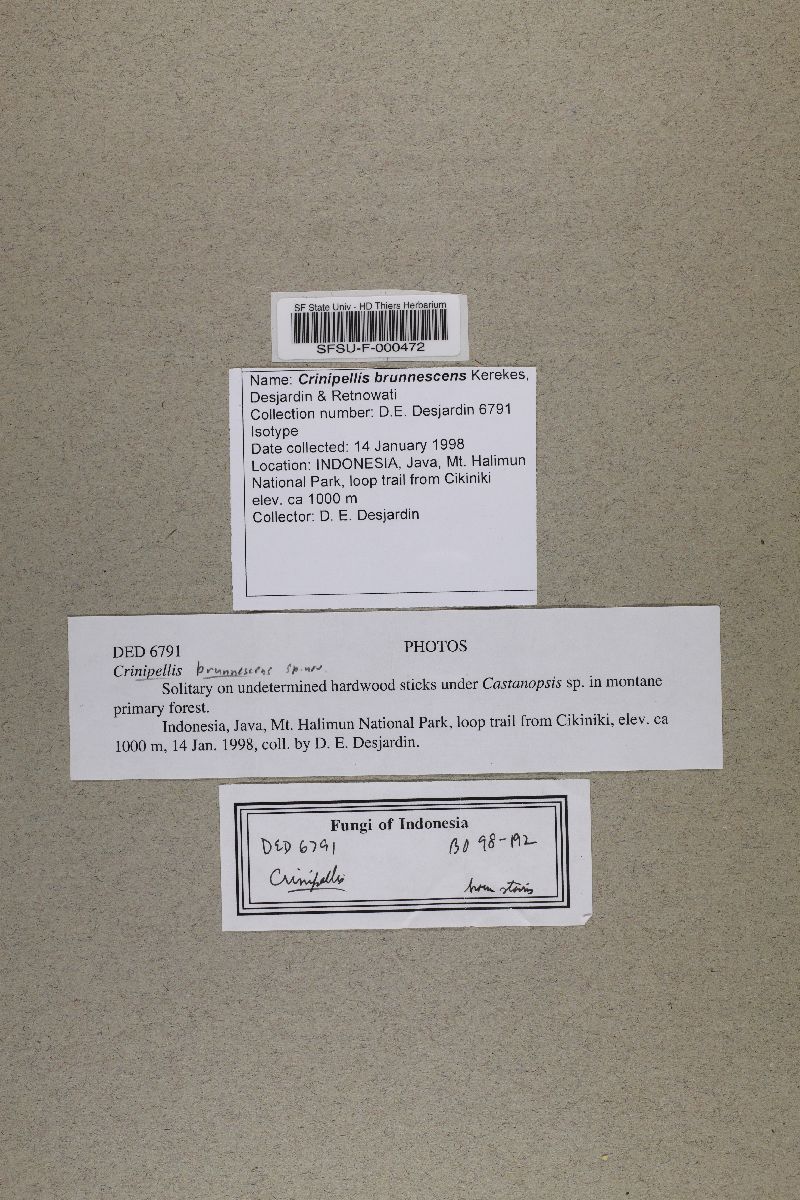 SF State Univ - HD Thiers Herbarium
SFSU-F-000472
Name: Crinipellis brunnescens Kerekes,
Desjardin & Retnowati
Collection number: D.E. Desjardin 6791
Isotype
Date collected: 14 January 1998
Location: INDONESIA, Java, Mt. Halimun
National Park, loop trail from Cikiniki
elev. ca 1000 m
Collector: D. E. Desjardin
DED 6791 PHOTOS
Crinipellis brunnescens sp. nov.
Solitary on undetermined hardwood sticks under Castanopsis sp. in montane
primary forest.
Indonesia, Java, Mt. Halimun National Park, loop trail from Cikiniki, elev. ca
1000 m, 14 Jan. 1998, coll. by D. E. Desjardin.
Fungi of Indonesia
DED 6791 BO 98-192
Crinipellis